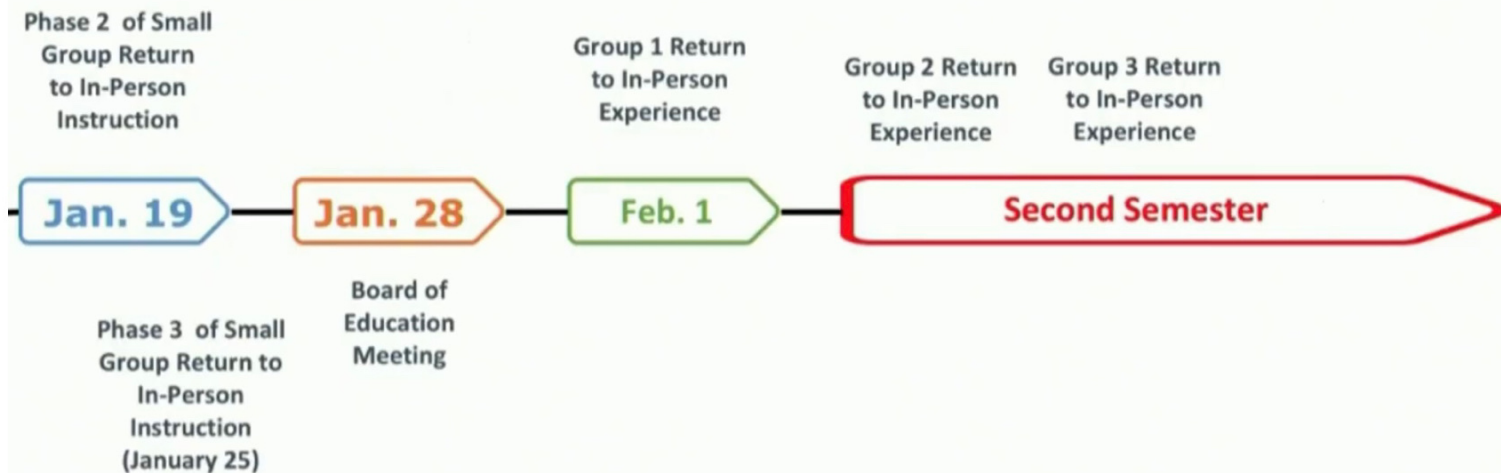 Phase 2 of Small
Group Return
to In-Person
Instruction
Group 1 Return
to In-Person
Experience
Group 2 Return
to In-Person
Experience
Group 3 Return
to In-Person
Experience
Jan. 19
Jan. 28
Feb. 1
Second Semester
Phase 3 of Small
Group Return to
In-Person
Instruction
(January 25)
Board of
Education
Meeting